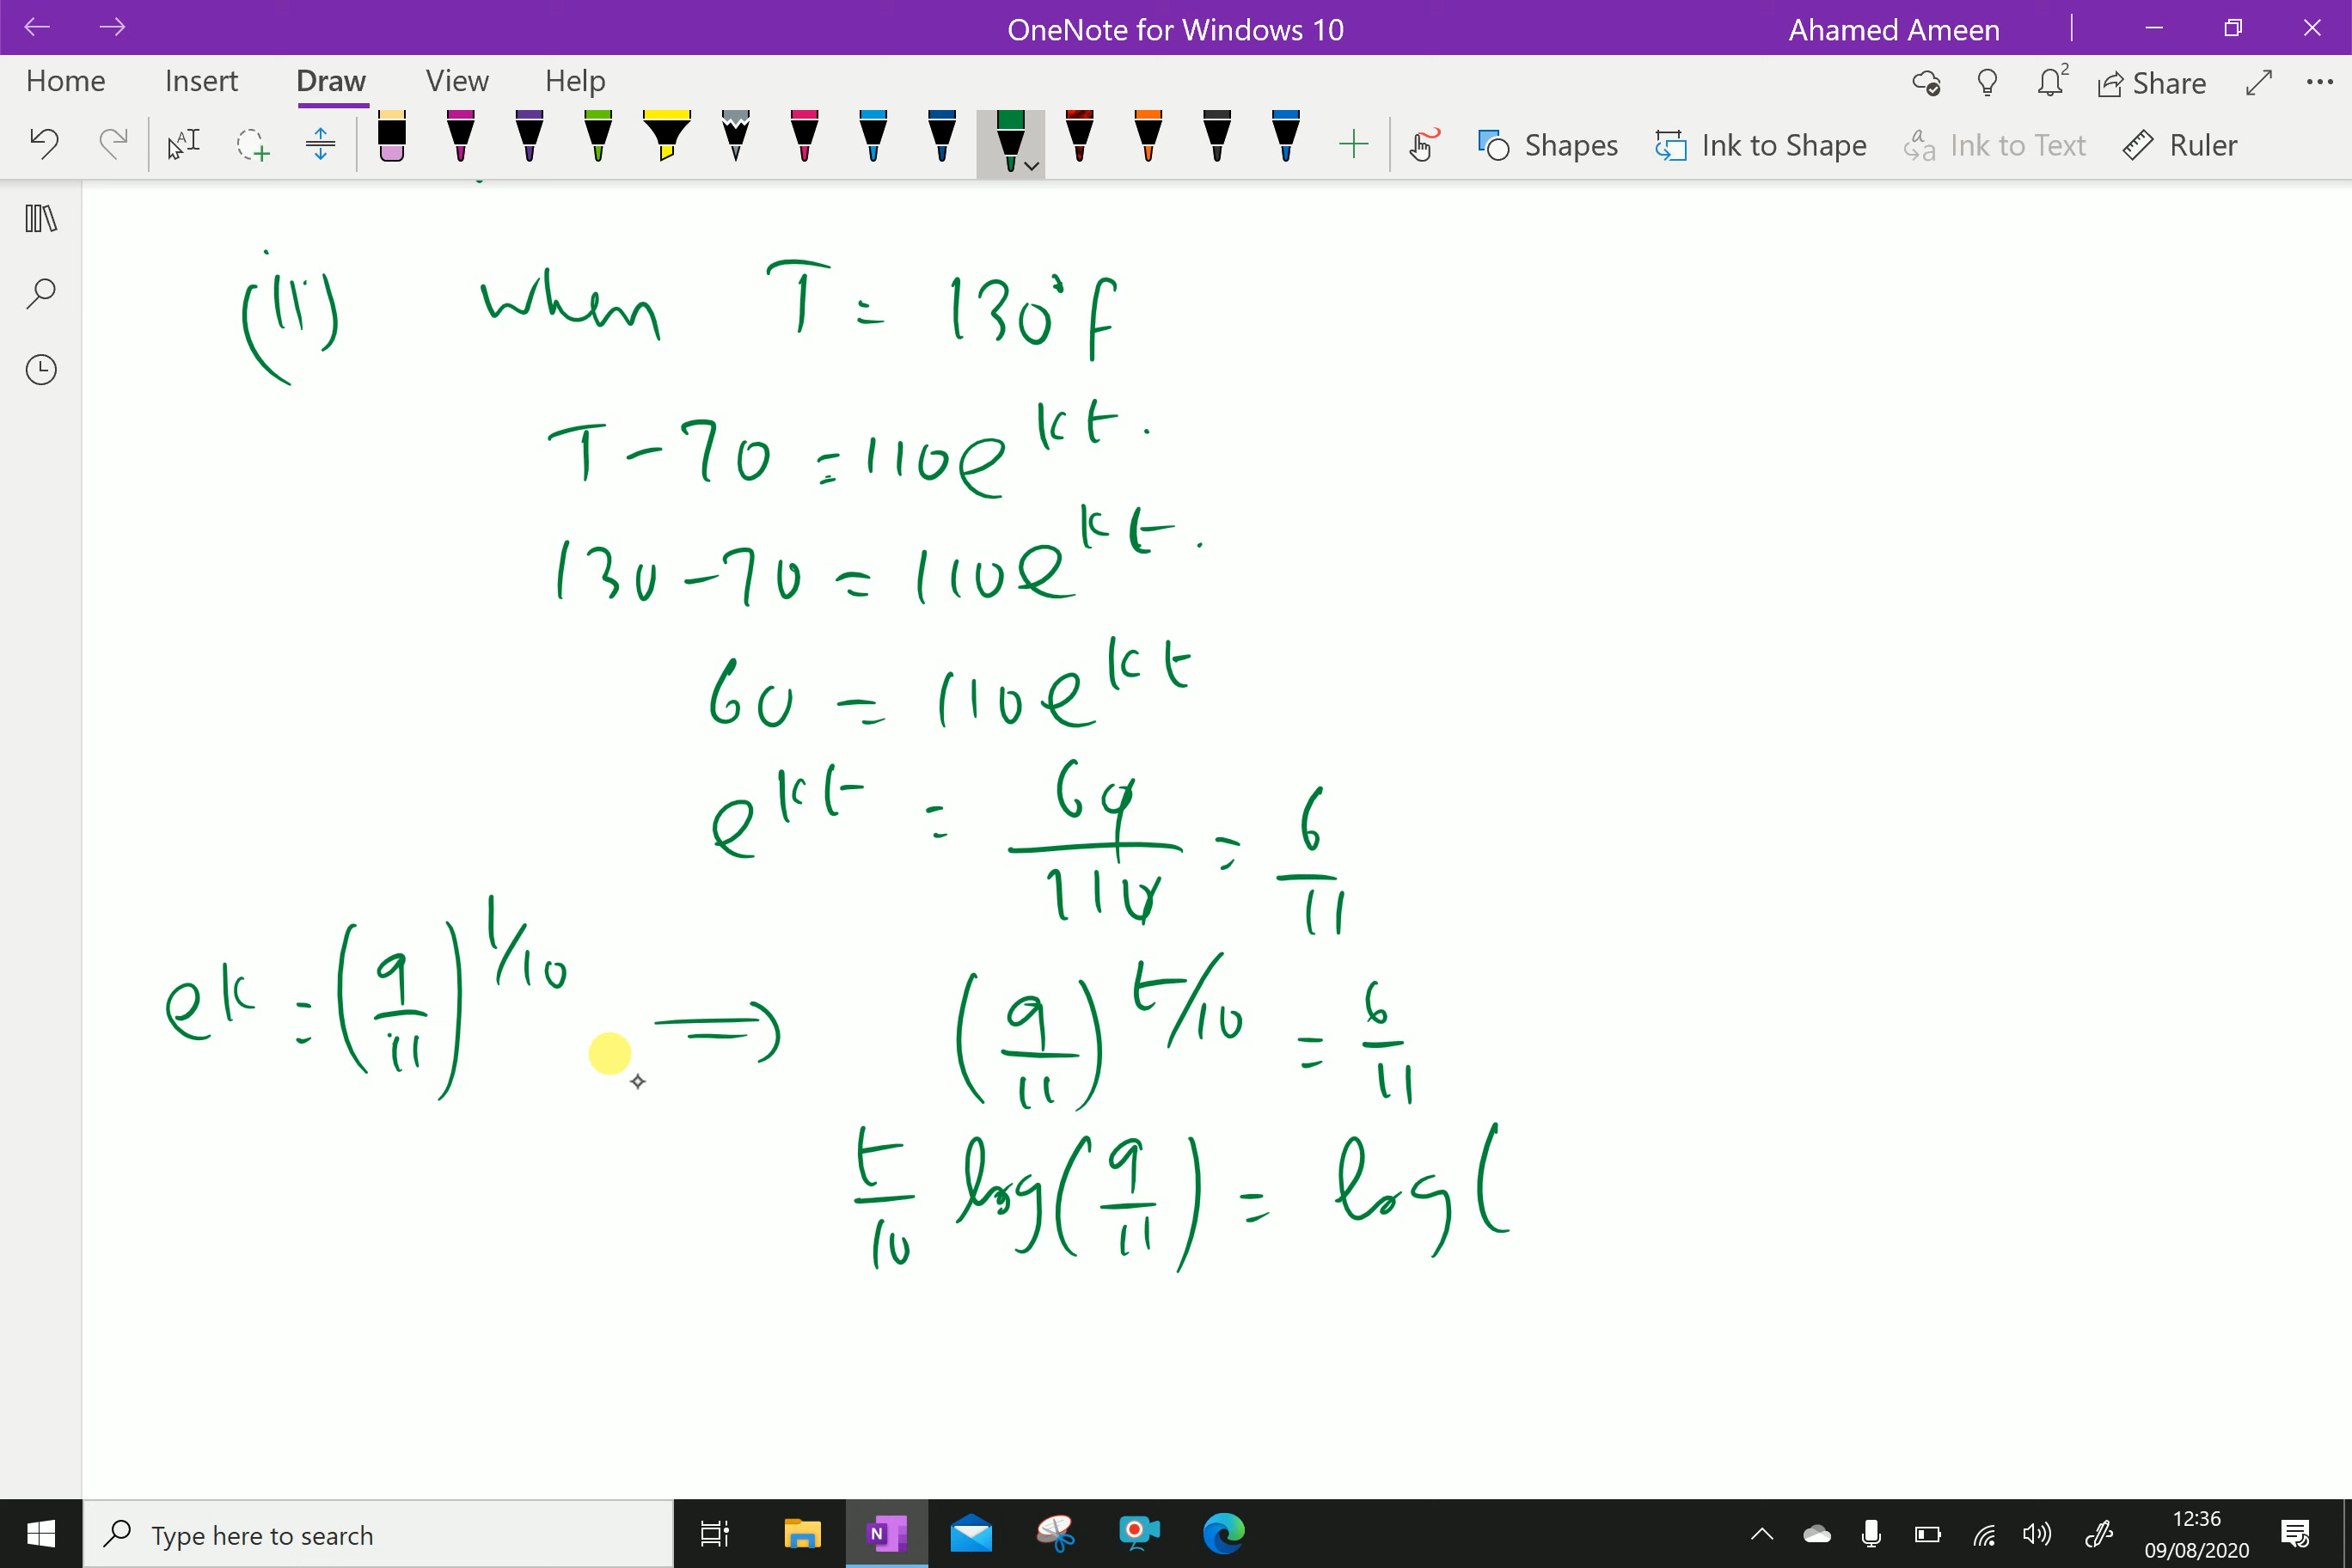 OneNote for Windows 10
Ahamed Ameen
Home Insert Draw View Help
2 Share
Shapes Ink to Shape Ink to Text Ruler
(ii) when T = 130° f
T - 70 = 110e^kt.
130 - 70 = 110e^kt.
60 = 110e^kt
e^kt = 60/110 = 6/11
e^k = (9/11)^1/10 ⟹ (9/11)^t/10 = 6/11
t/10 log(9/11) = log(
Type here to search
12:36
09/08/2020